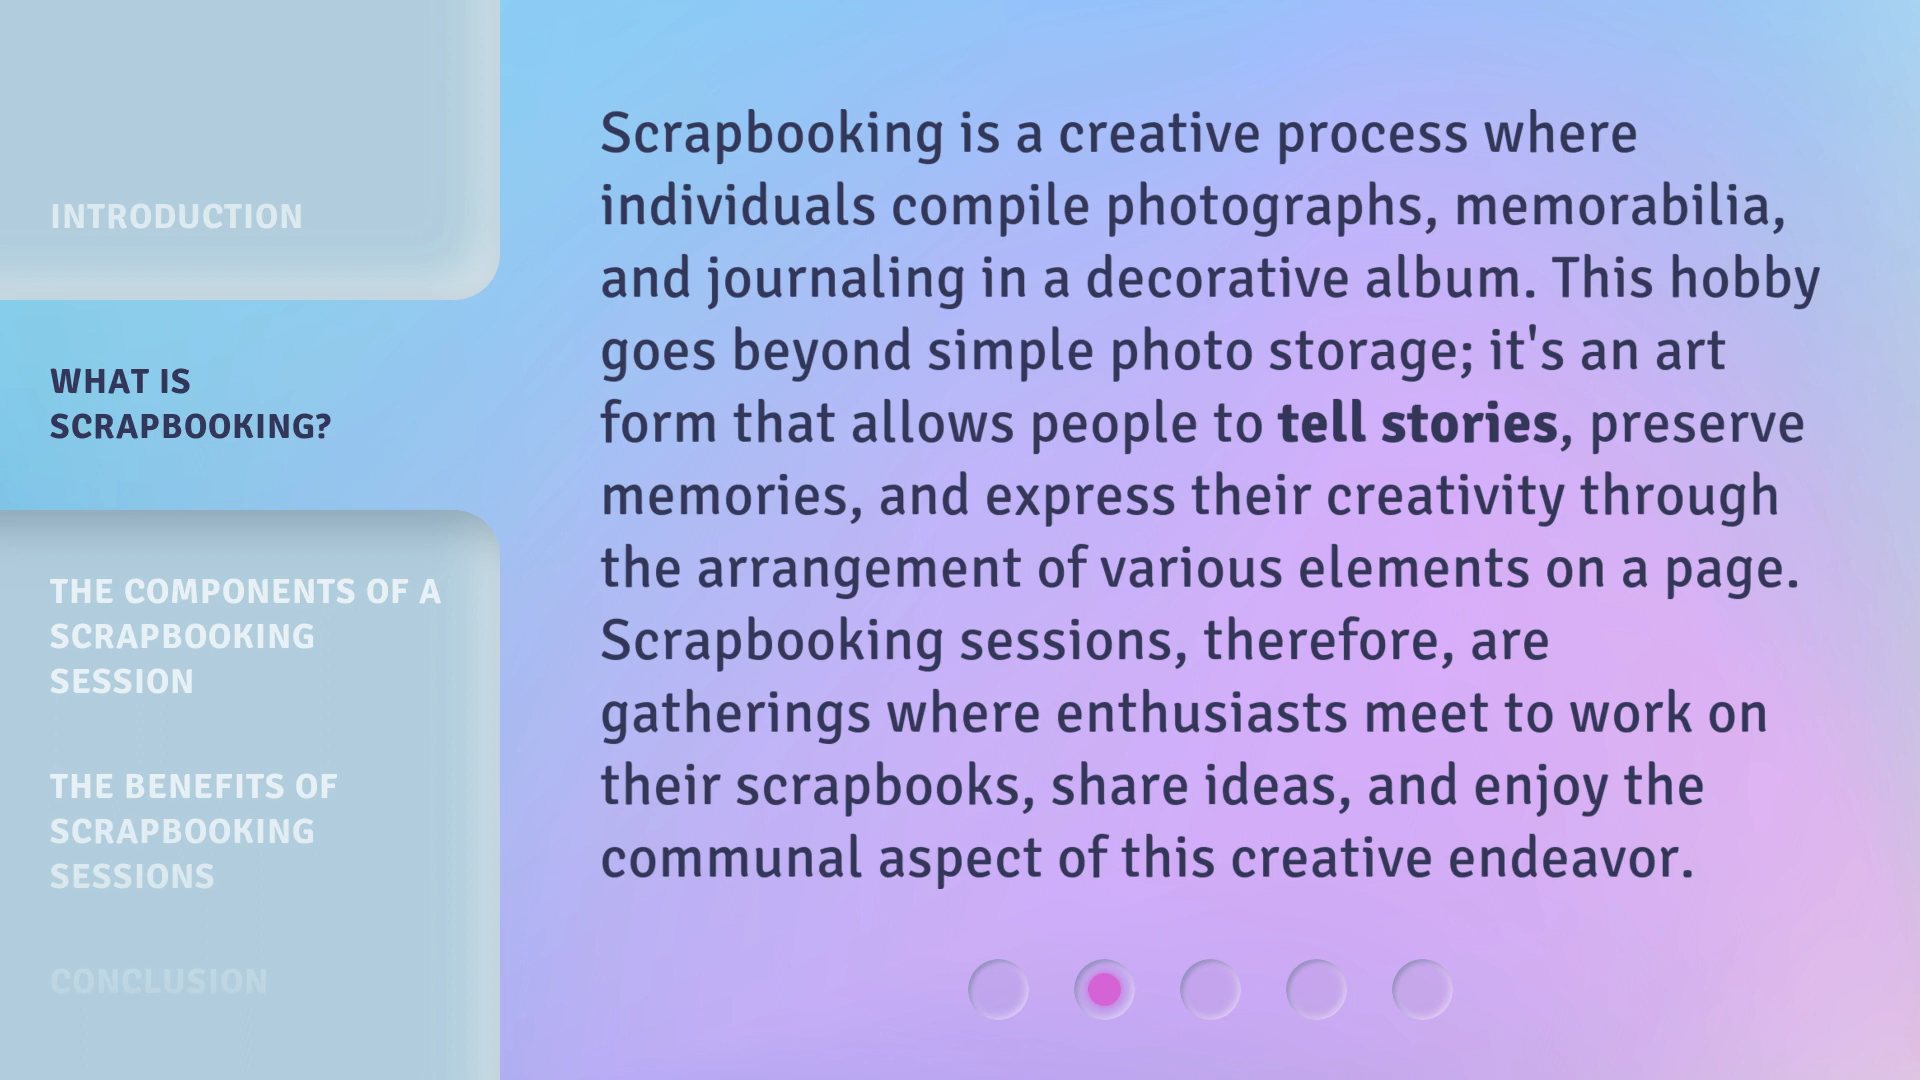 INTRODUCTION
WHAT IS
SCRAPBOOKING?
THE COMPONENTS OF A
SCRAPBOOKING
SESSION
THE BENEFITS OF
SCRAPBOOKING
SESSIONS
CONCLUSION
Scrapbooking is a creative process where
individuals compile photographs, memorabilia,
and journaling in a decorative album. This hobby
goes beyond simple photo storage; it's an art
form that allows people to tell stories, preserve
memories, and express their creativity through
the arrangement of various elements on a page.
Scrapbooking sessions, therefore, are
gatherings where enthusiasts meet to work on
their scrapbooks, share ideas, and enjoy the
communal aspect of this creative endeavor.